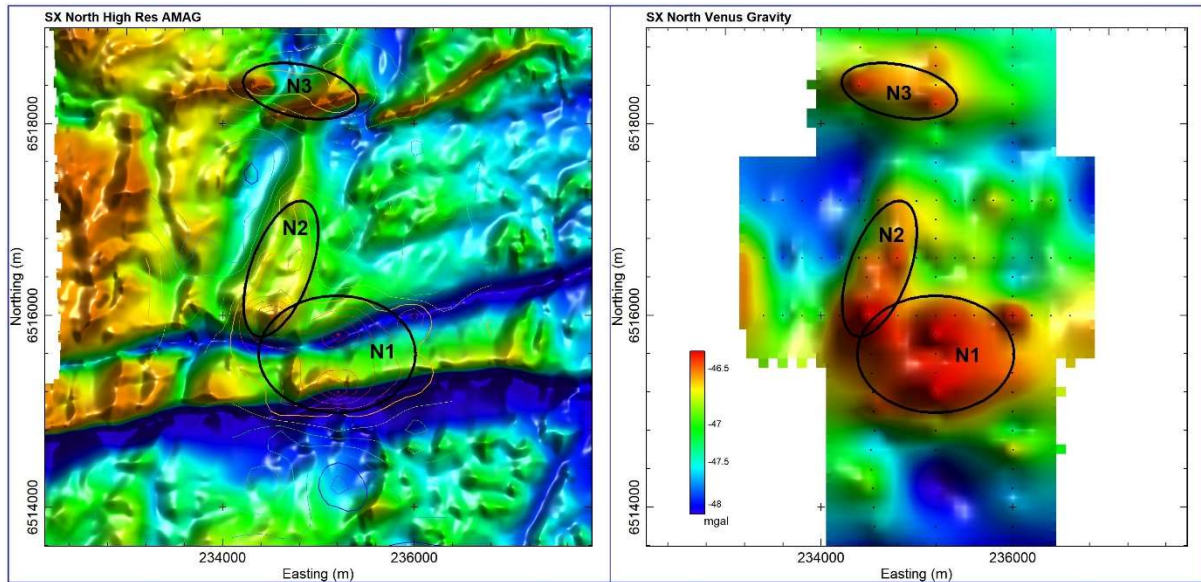 SX North High Res AMAG
N3
N2
N1
6518000
6516000
6514000
Northing (m)
234000
236000
Easting (m)
SX North Venus Gravity
N3
N2
N1
6518000
6516000
6514000
Northing (m)
-46.5
-47
-47.5
-48
mgal
234000
236000
Easting (m)